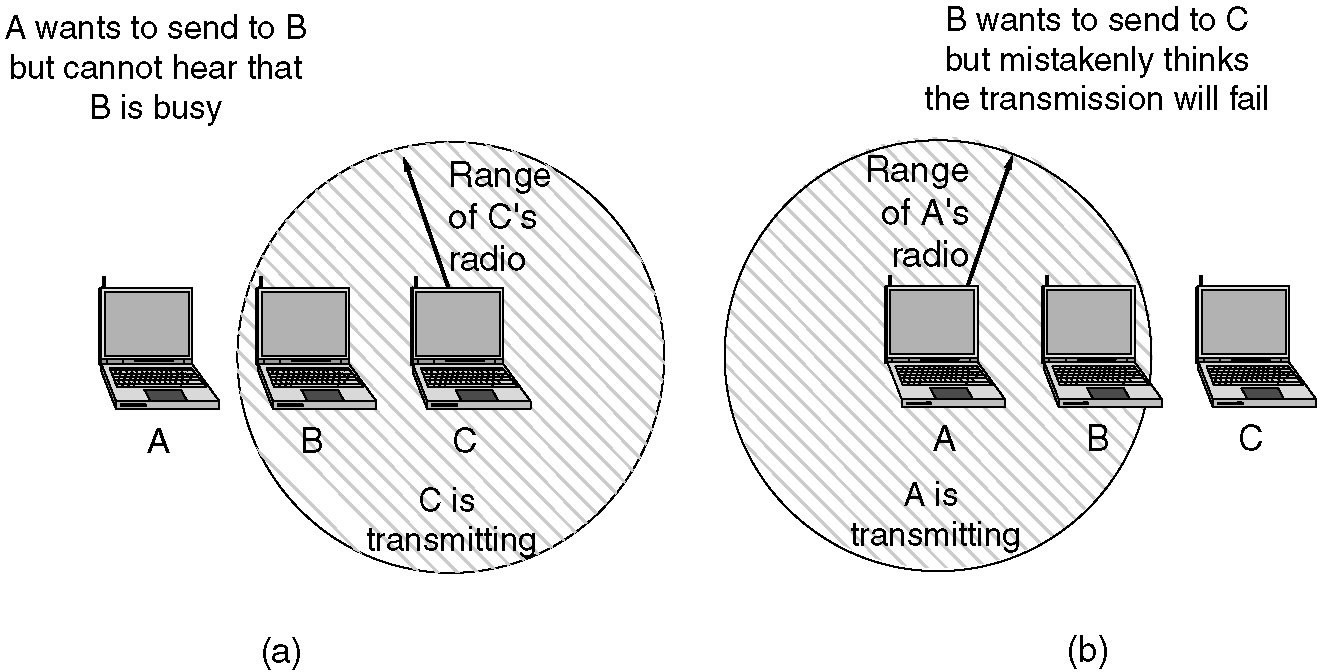 A wants to send to B
but cannot hear that
B is busy
Range
of C's
radio
A
B
C
C is
transmitting
(a)
B wants to send to C
but mistakenly thinks
the transmission will fail
Range
of A's
radio
A
B
C
A is
transmitting
(b)